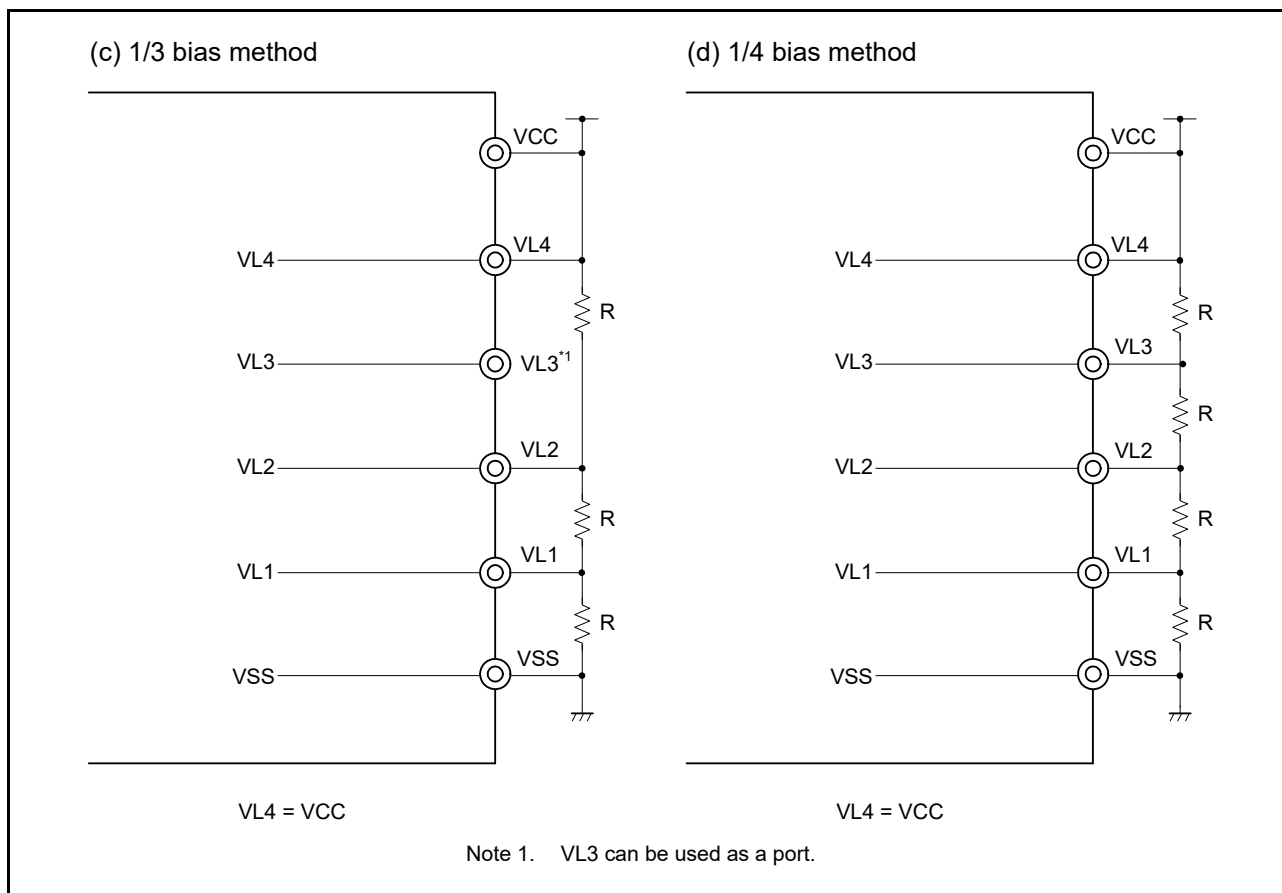 (c) 1/3 bias method
VCC
VL4
VL4
R
VL3
VL3*1
VL2
VL2
R
VL1
VL1
R
VSS
VSS
VL4 = VCC
(d) 1/4 bias method
VCC
VL4
VL4
R
VL3
VL3
R
VL2
VL2
R
VL1
VL1
R
VSS
VSS
VL4 = VCC
Note 1. VL3 can be used as a port.